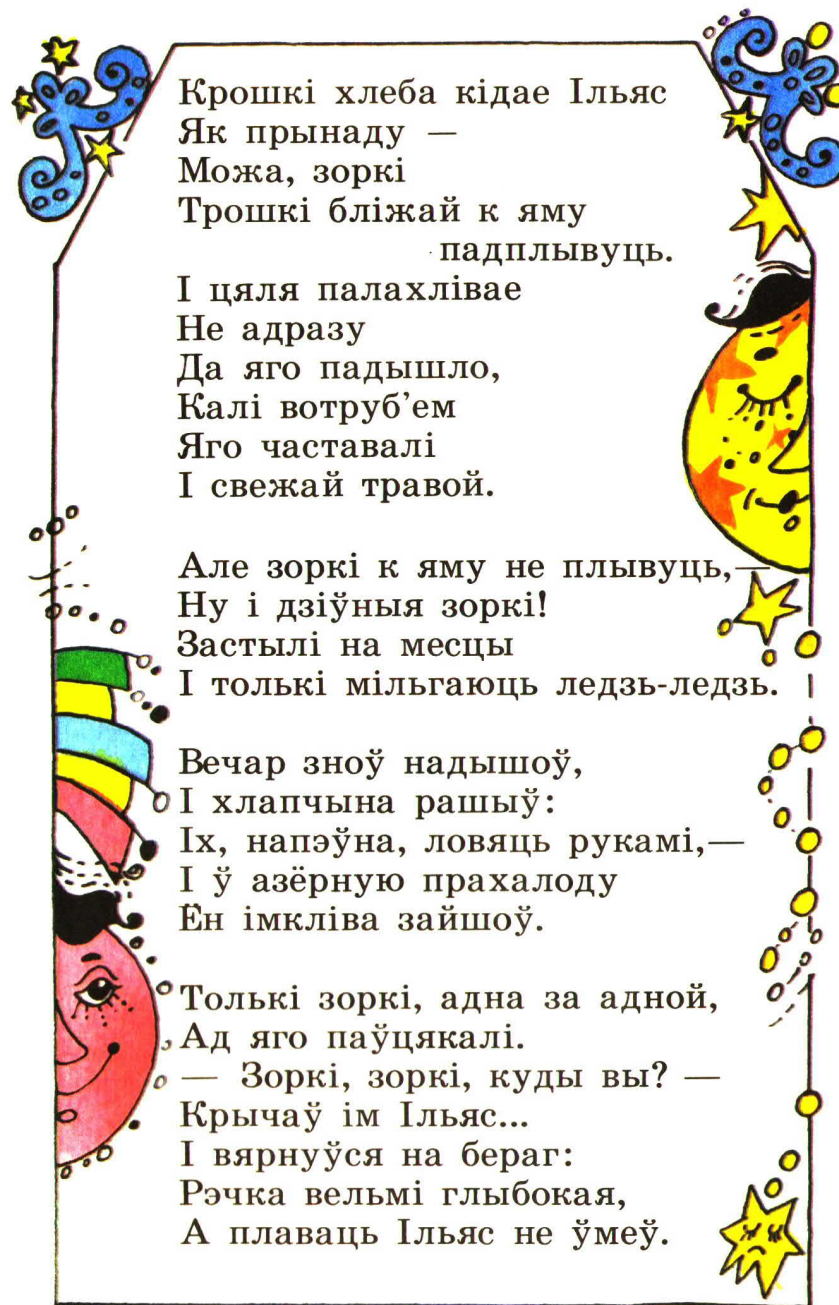 Крошкі хлеба кідае Ільяс
Як прынаду —
Можа, зоркі
Трошкі бліжай к яму
падплывуць.
І цяля палахлівае
Не адразу
Да яго падышло,
Калі вотруб’ем
Яго частавалі
І свежай травой.

Але зоркі к яму не плывуць,—
Ну і дзіўныя зоркі!
Застылі на месцы
І толькі мільгаюць ледзь-ледзь.

Вечар зноў надышоў,
І хлапчына рашыў:
Іх, напэўна, ловяць рукамі,—
І ў азёрную прахалоду
Ён імкліва зайшоў.

Толькі зоркі, адна за адной,
Ад яго паўцякалі.
— Зоркі, зоркі, куды вы? —
Крычаў ім Ільяс...
І вярнуўся на бераг:
Рэчка вельмі глыбокая,
А плаваць Ільяс не ўмеў.